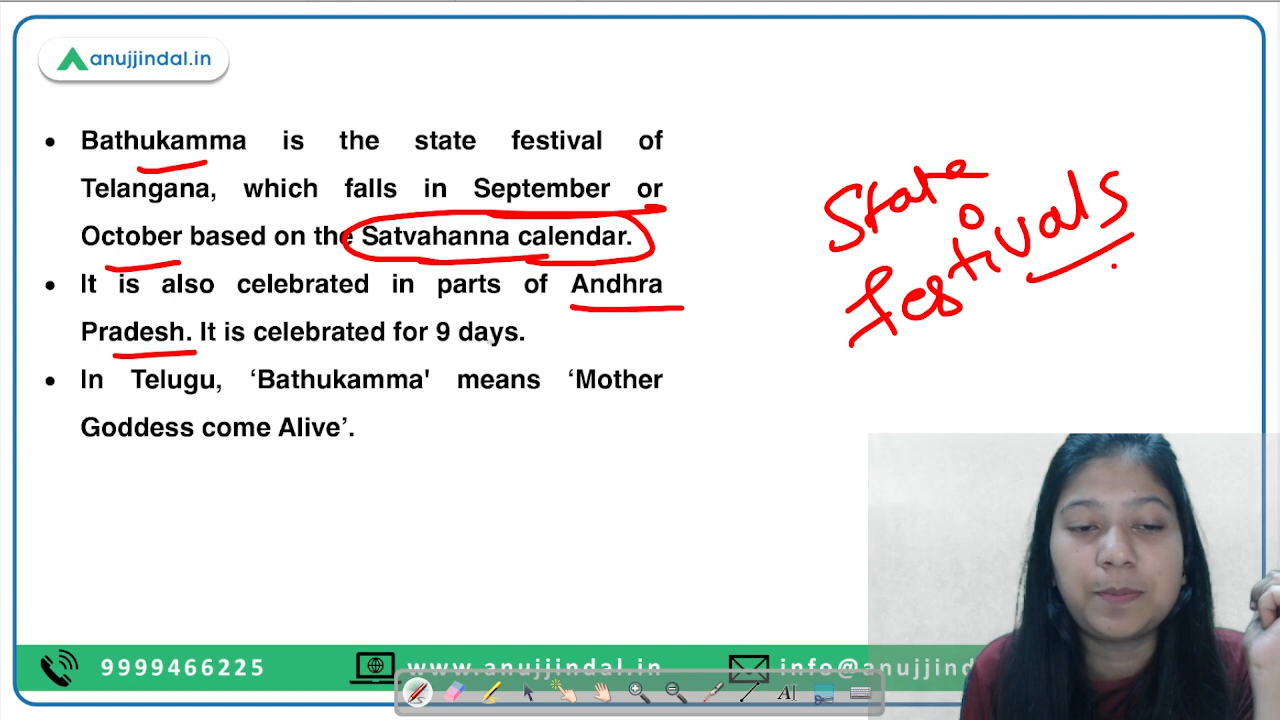 anujjindal.in
• Bathukamma is the state festival of
Telangana, which falls in September or
October based on the Satvahanna calendar.
• It is also celebrated in parts of Andhra
Pradesh. It is celebrated for 9 days.
• In Telugu, ‘Bathukamma' means ‘Mother
Goddess come Alive’.
State
festivals
9999466225
www.anujjindal.in
info@anujjind
A